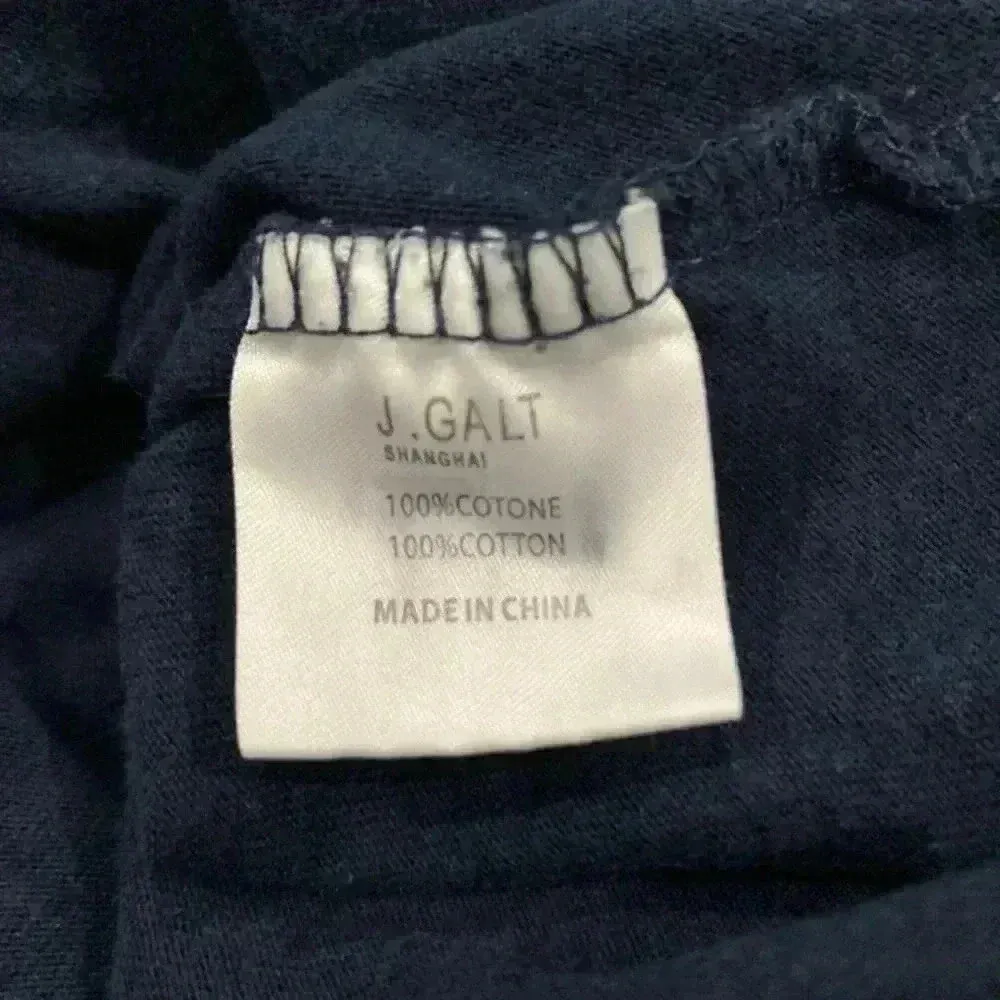 J.GALT
SHANGHAI
100%COTONE
100%COTTON
MADE IN CHINA